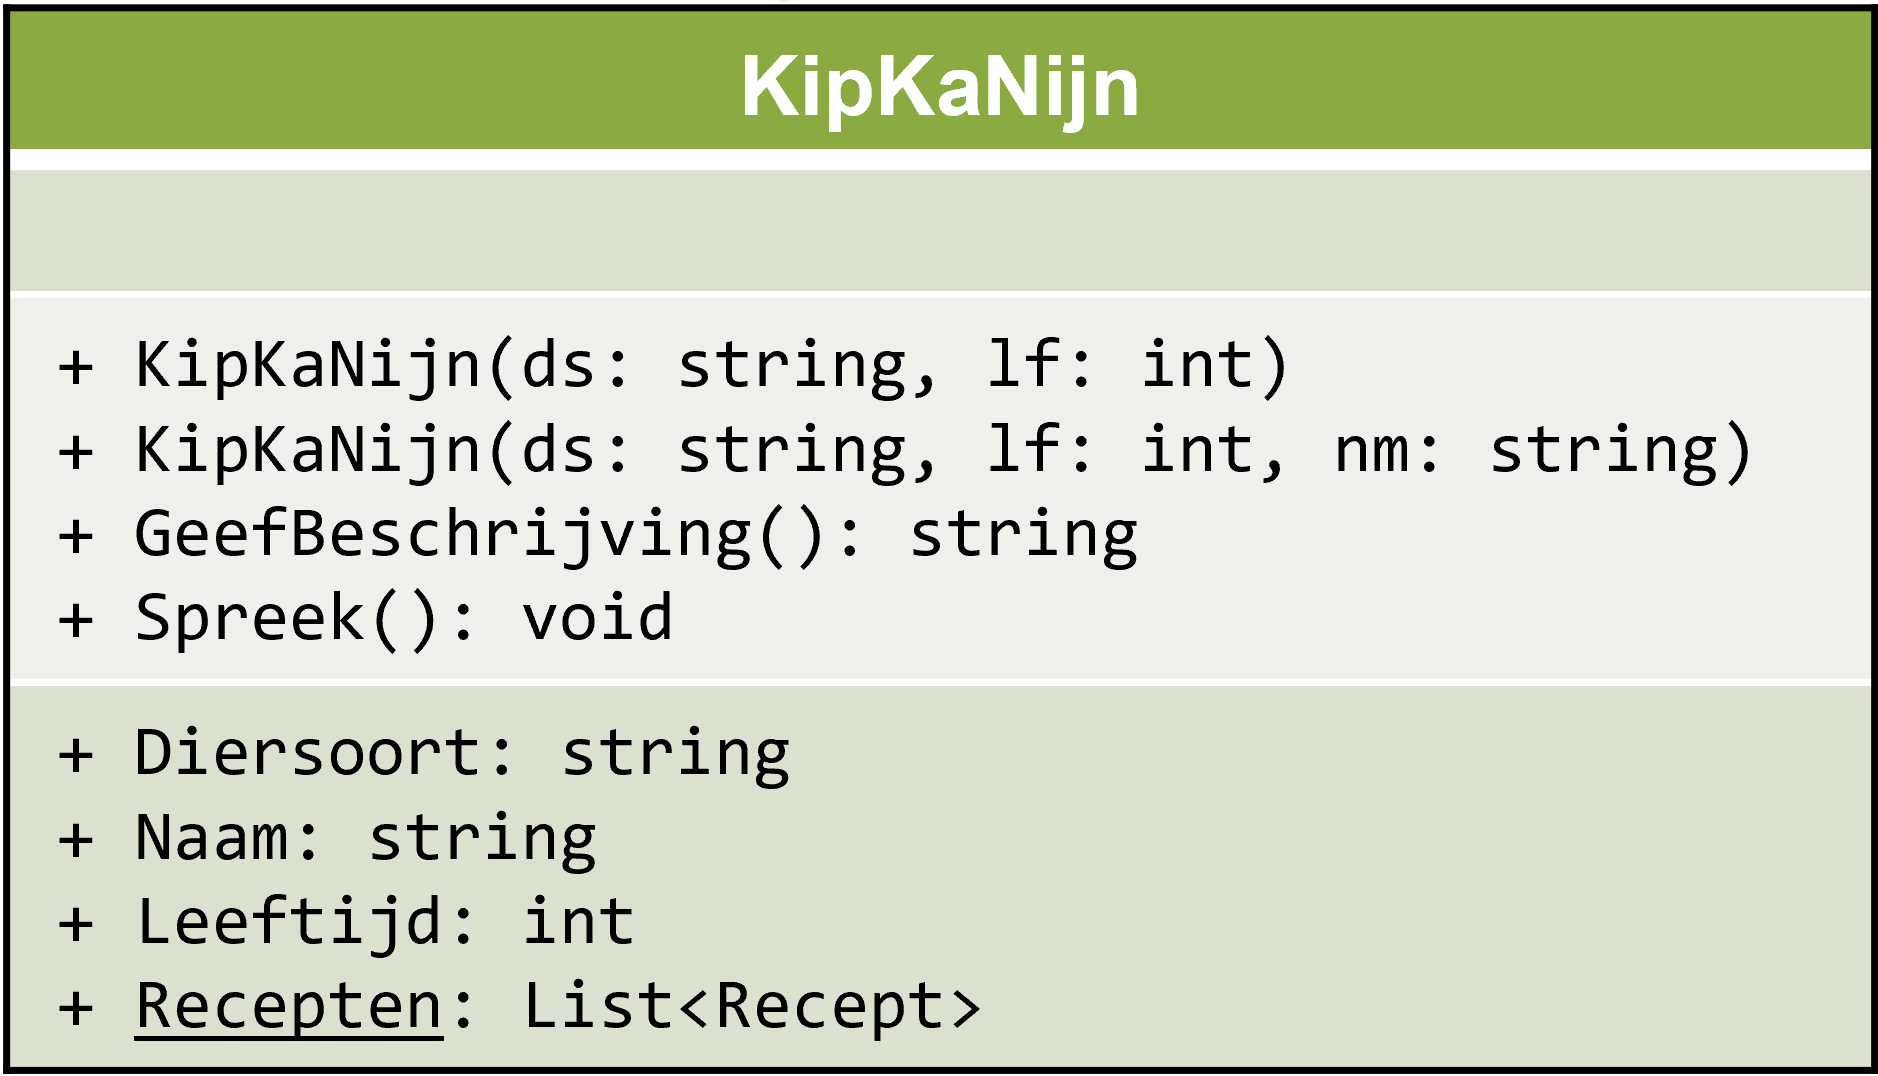 KipKaNijn
+ KipKaNijn(ds: string, lf: int)
+ KipKaNijn(ds: string, lf: int, nm: string)
+ GeefBeschrijving(): string
+ Spreek(): void
+ Diersoort: string
+ Naam: string
+ Leeftijd: int
+ Recepten: List<Recept>